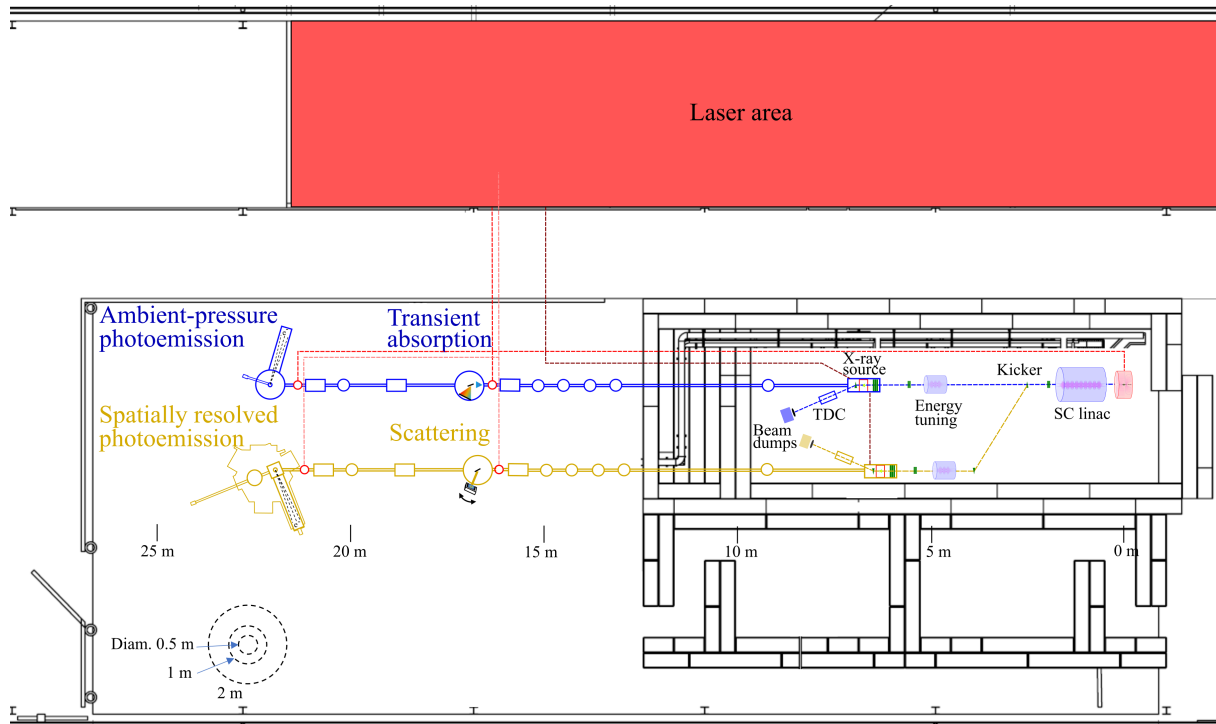 Laser area
Ambient-pressure
photoemission
Transient
absorption
X-ray
source
Kicker
TDC
Energy
tuning
SC linac
Spatially resolved
photoemission
Scattering
Beam
dumps
25 m
20 m
15 m
10 m
5 m
0 m
Diam. 0.5 m
1 m
2 m